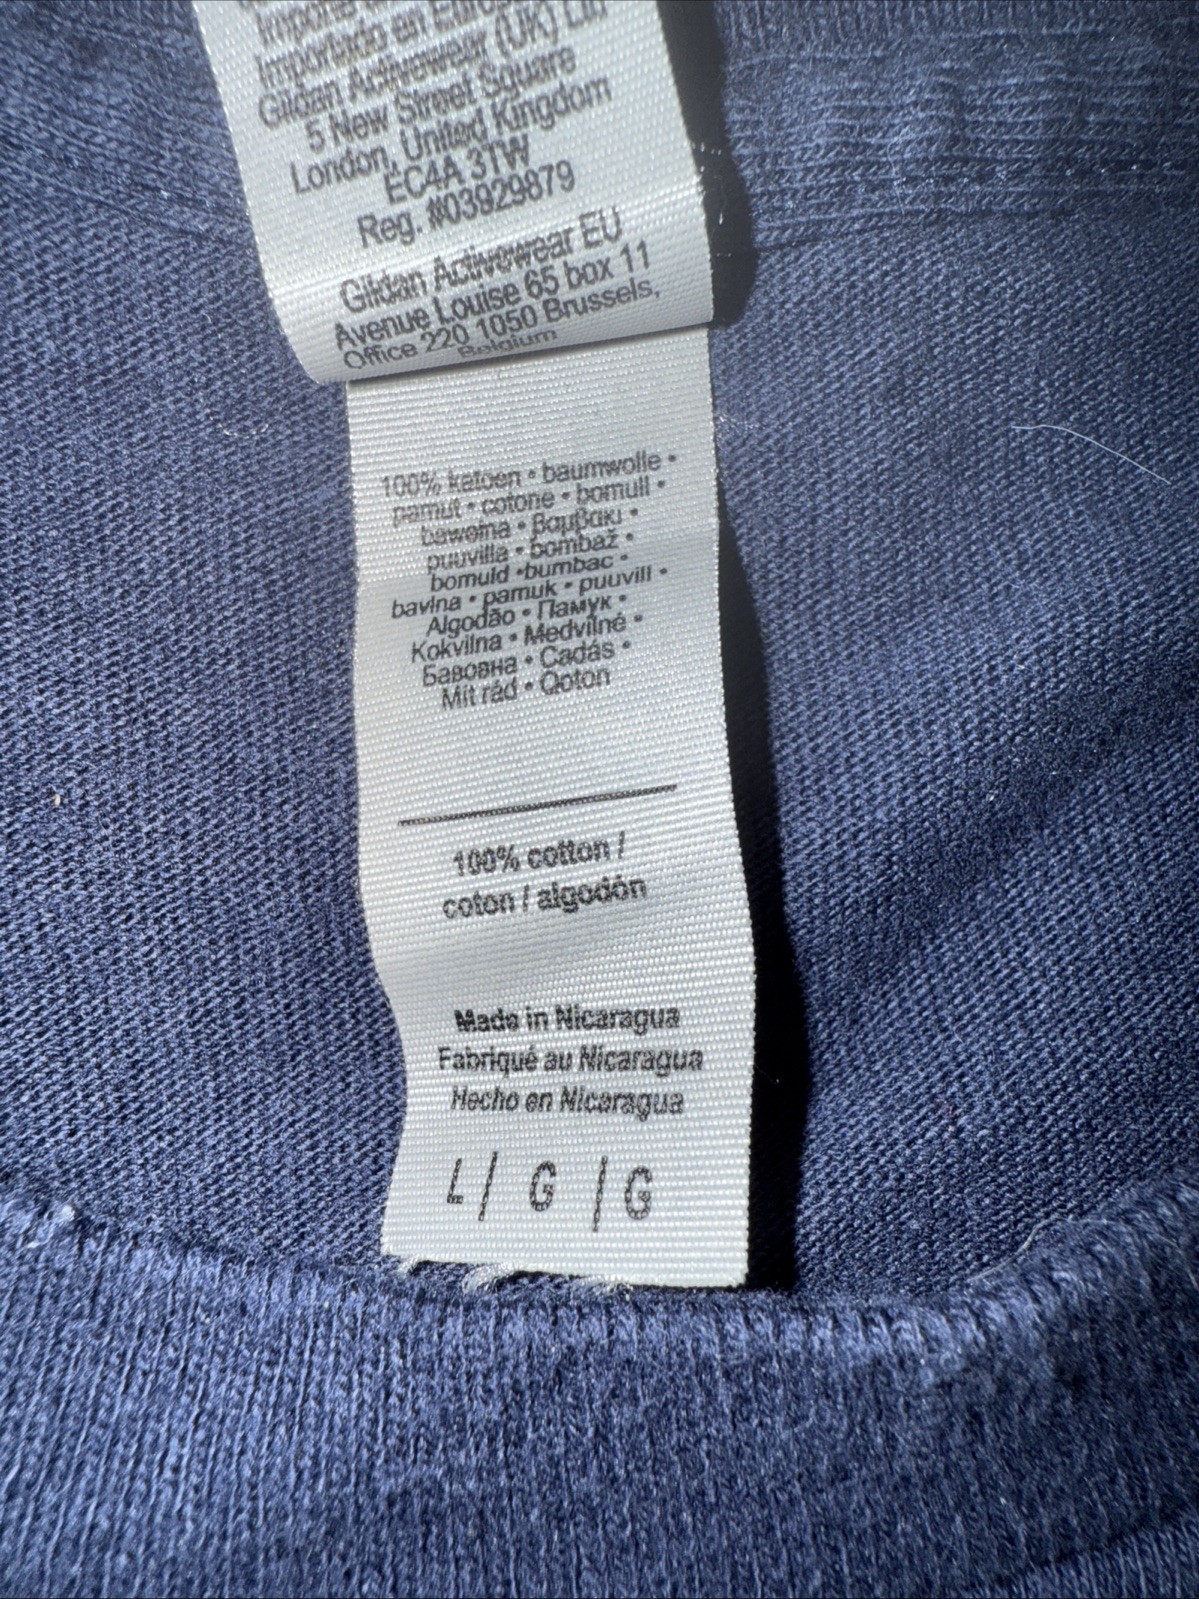 Importado en Europa
Gildan Activewear (UK) Ltd
5 New Street Square
London, United Kingdom
EC4A 3TW
Reg. #03929879
Gildan Activewear EU
Avenue Louise 65 box 11
Office 220 1050 Brussels,
Belgium
100% katoen • baumwolle •
pamut • cotone • bomull •
bawełna • βαμβακι •
puuvilla • bombaž •
bomuld •bumbac •
bavlna • pamuk • puuvill •
Algodão • Памук •
Kokvilna • Medvilnė •
Бавовна • Cadás •
Mit rád • Qoton
100% cotton /
coton / algodón
Made in Nicaragua
Fabriqué au Nicaragua
Hecho en Nicaragua
L / G / G